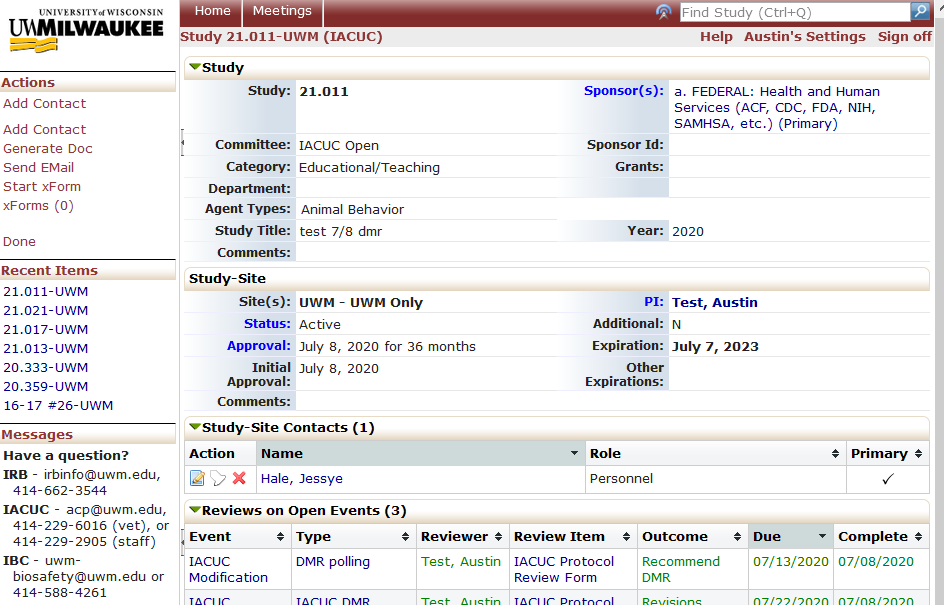 UNIVERSITY of WISCONSIN
UWMILWAUKEE
Home Meetings Find Study (Ctrl+Q)
Study 21.011-UWM (IACUC) Help Austin's Settings Sign off
Actions
Add Contact
Add Contact
Generate Doc
Send EMail
Start xForm
xForms (0)
Done
Recent Items
21.011-UWM
21.021-UWM
21.017-UWM
21.013-UWM
20.333-UWM
20.359-UWM
16-17 #26-UWM
Messages
Have a question?
IRB - irbinfo@uwm.edu,
414-662-3544
IACUC - acp@uwm.edu,
414-229-6016 (vet), or
414-229-2905 (staff)
IBC - uwm-
biosafety@uwm.edu or
414-588-4261
Study
Study: 21.011 Sponsor(s): a. FEDERAL: Health and Human
Services (ACF, CDC, FDA, NIH,
SAMHSA, etc.) (Primary)
Committee: IACUC Open Sponsor Id:
Category: Educational/Teaching Grants:
Department:
Agent Types: Animal Behavior
Study Title: test 7/8 dmr Year: 2020
Comments:
Study-Site
Site(s): UWM - UWM Only PI: Test, Austin
Status: Active Additional: N
Approval: July 8, 2020 for 36 months Expiration: July 7, 2023
Initial July 8, 2020 Other
Approval: Expirations:
Comments:
Study-Site Contacts (1)
Action Name Role Primary
Hale, Jessye Personnel ✓
Reviews on Open Events (3)
Event Type Reviewer Review Item Outcome Due Complete
IACUC DMR polling Test, Austin IACUC Protocol Recommend 07/13/2020 07/08/2020
Modification Review Form DMR
IACUC IACUC DMR Test, Austin IACUC Protocol Revisions 07/22/2020 07/08/2020